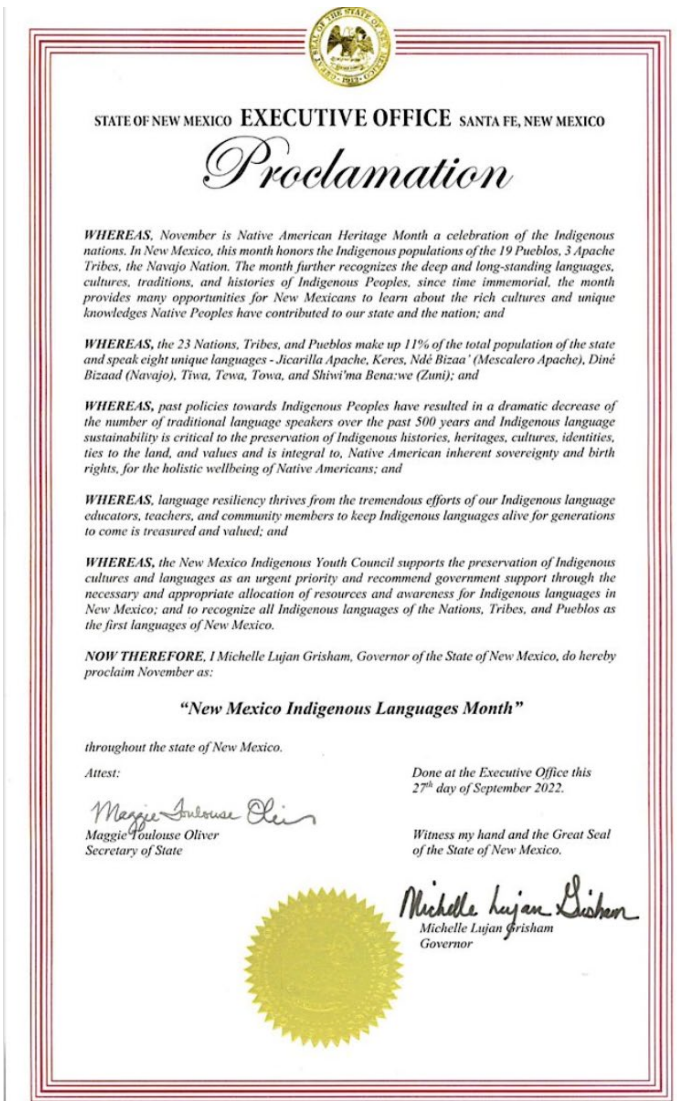 GREAT SEAL OF THE STATE OF NEW MEXICO
1912
STATE OF NEW MEXICO EXECUTIVE OFFICE SANTA FE, NEW MEXICO
Proclamation
WHEREAS, November is Native American Heritage Month a celebration of the Indigenous
nations. In New Mexico, this month honors the Indigenous populations of the 19 Pueblos, 3 Apache
Tribes, the Navajo Nation. The month further recognizes the deep and long-standing languages,
cultures, traditions, and histories of Indigenous Peoples, since time immemorial, the month
provides many opportunities for New Mexicans to learn about the rich cultures and unique
knowledges Native Peoples have contributed to our state and the nation; and
WHEREAS, the 23 Nations, Tribes, and Pueblos make up 11% of the total population of the state
and speak eight unique languages - Jicarilla Apache, Keres, Ndé Bizaa' (Mescalero Apache), Diné
Bizaad (Navajo), Tiwa, Tewa, Towa, and Shiwi'ma Bena:we (Zuni); and
WHEREAS, past policies towards Indigenous Peoples have resulted in a dramatic decrease of
the number of traditional language speakers over the past 500 years and Indigenous language
sustainability is critical to the preservation of Indigenous histories, heritages, cultures, identities,
ties to the land, and values and is integral to, Native American inherent sovereignty and birth
rights, for the holistic wellbeing of Native Americans; and
WHEREAS, language resiliency thrives from the tremendous efforts of our Indigenous language
educators, teachers, and community members to keep Indigenous languages alive for generations
to come is treasured and valued; and
WHEREAS, the New Mexico Indigenous Youth Council supports the preservation of Indigenous
cultures and languages as an urgent priority and recommend government support through the
necessary and appropriate allocation of resources and awareness for Indigenous languages in
New Mexico; and to recognize all Indigenous languages of the Nations, Tribes, and Pueblos as
the first languages of New Mexico.
NOW THEREFORE, I Michelle Lujan Grisham, Governor of the State of New Mexico, do hereby
proclaim November as:
"New Mexico Indigenous Languages Month"
throughout the state of New Mexico.
Attest:
Maggie Toulouse Oliver
Maggie Toulouse Oliver
Secretary of State
Done at the Executive Office this
27th day of September 2022.
Witness my hand and the Great Seal
of the State of New Mexico.
Michelle Lujan Grisham
Michelle Lujan Grisham
Governor